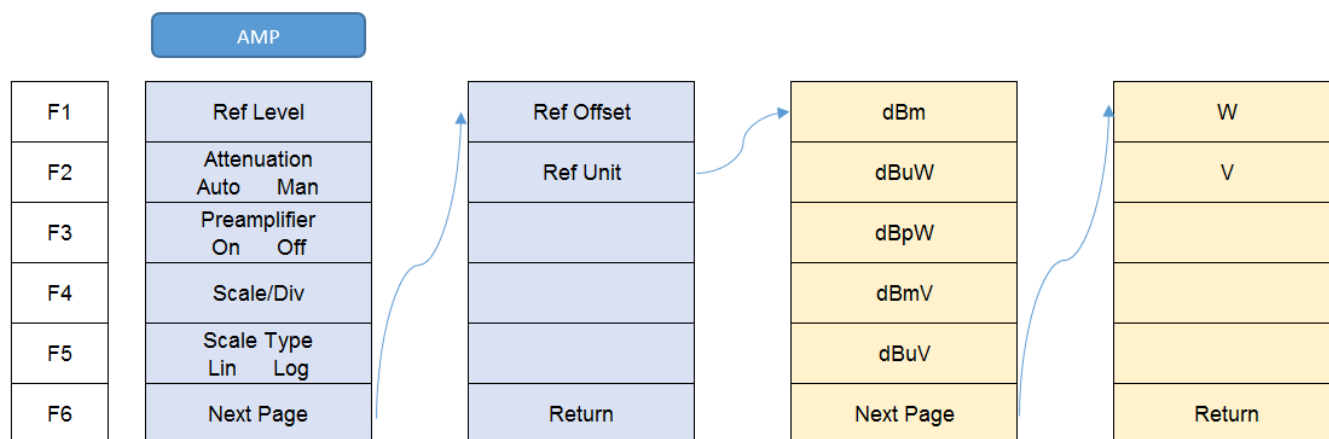 AMP
F1
Ref Level
Ref Offset
dBm
W
F2
Attenuation
Auto Man
Ref Unit
dBuW
V
F3
Preamplifier
On Off
dBpW
F4
Scale/Div
dBmV
F5
Scale Type
Lin Log
dBuV
F6
Next Page
Return
Next Page
Return